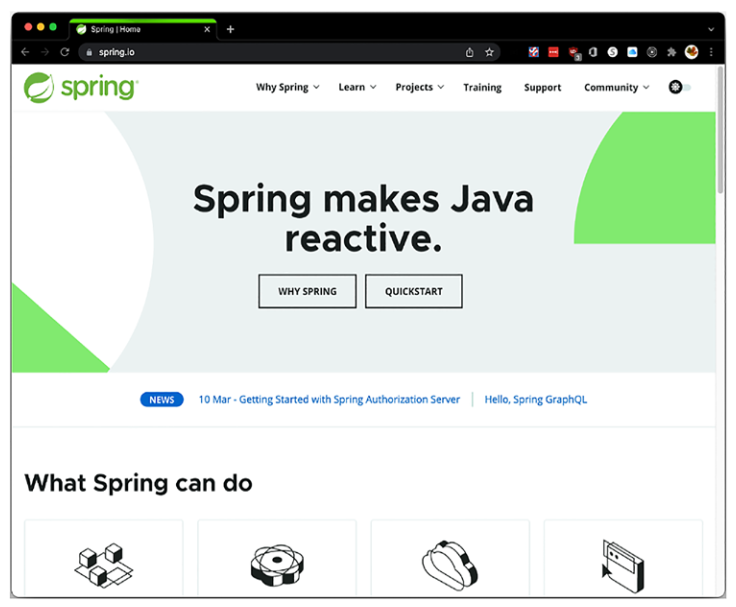 Spring | Home
spring.io
3
spring
Why Spring
Learn
Projects
Training
Support
Community
Spring makes Java
reactive.
WHY SPRING
QUICKSTART
NEWS
10 Mar - Getting Started with Spring Authorization Server
Hello, Spring GraphQL
What Spring can do